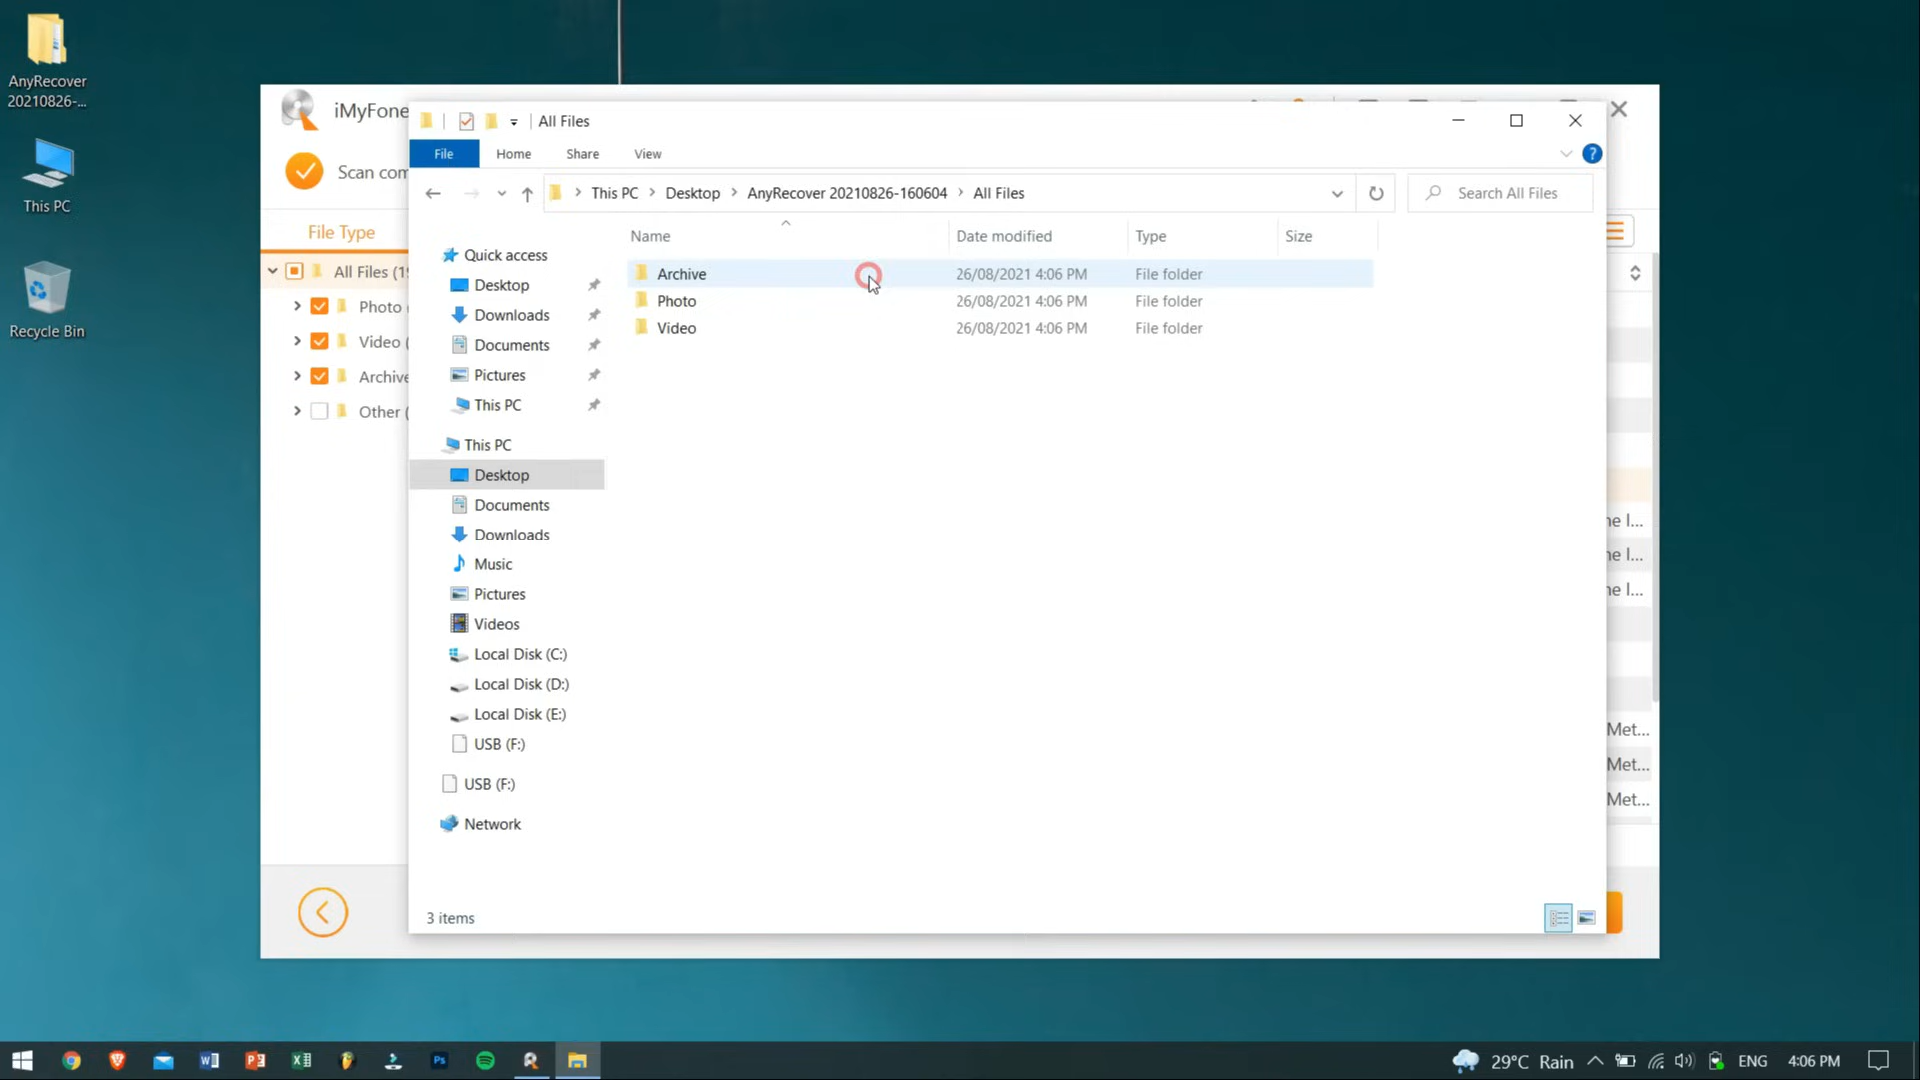 AnyRecover
20210826-...
This PC
Recycle Bin
iMyFone
Scan com
File Type
All Files (19
Photo (
Video (
Archive
Other (
All Files
File
Home
Share
View
?
This PC
Desktop
AnyRecover 20210826-160604
All Files
Search All Files
Name
Date modified
Type
Size
Archive
26/08/2021 4:06 PM
File folder
Photo
26/08/2021 4:06 PM
File folder
Video
26/08/2021 4:06 PM
File folder
Quick access
Desktop
Downloads
Documents
Pictures
This PC
This PC
Desktop
Documents
Downloads
Music
Pictures
Videos
Local Disk (C:)
Local Disk (D:)
Local Disk (E:)
USB (F:)
USB (F:)
Network
3 items
ne I...
ne I...
ne I...
Met...
Met...
Met...
Ps
29°C Rain
ENG
4:06 PM